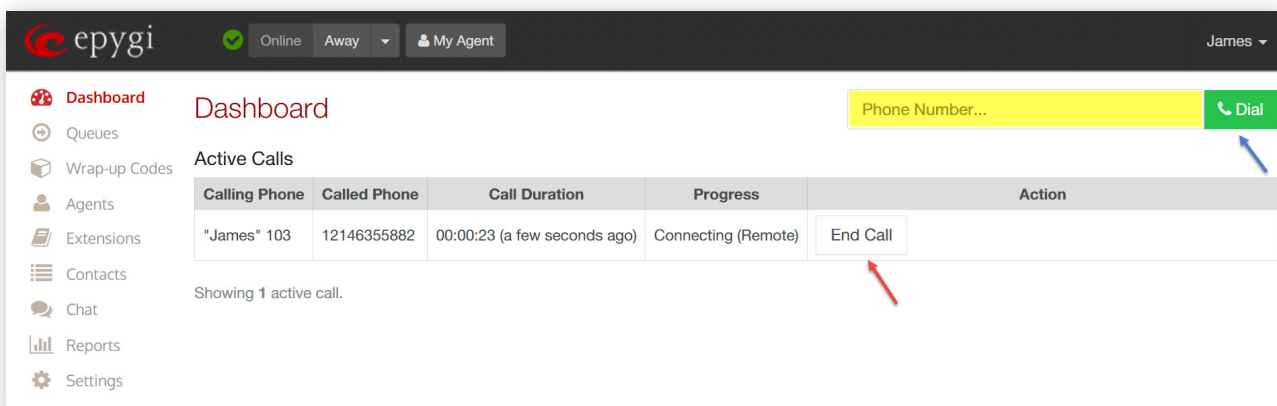 epygi
Online Away My Agent James
Dashboard
Queues
Wrap-up Codes
Agents
Extensions
Contacts
Chat
Reports
Settings
Dashboard
Phone Number... Dial
Active Calls
Calling Phone Called Phone Call Duration Progress Action
"James" 103 12146355882 00:00:23 (a few seconds ago) Connecting (Remote) End Call
Showing 1 active call.